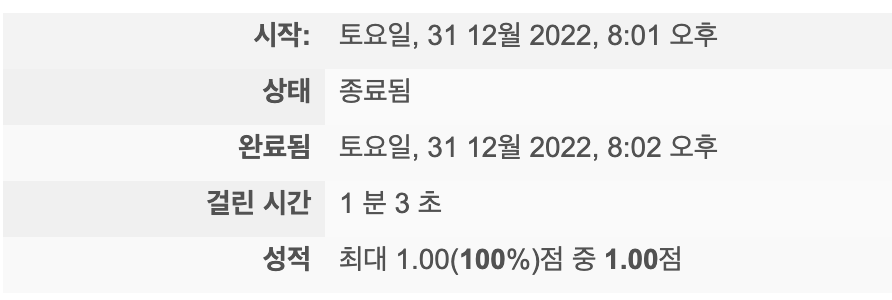 시작: 토요일, 31 12월 2022, 8:01 오후
상태 종료됨
완료됨 토요일, 31 12월 2022, 8:02 오후
걸린 시간 1 분 3 초
성적 최대 1.00(100%)점 중 1.00점